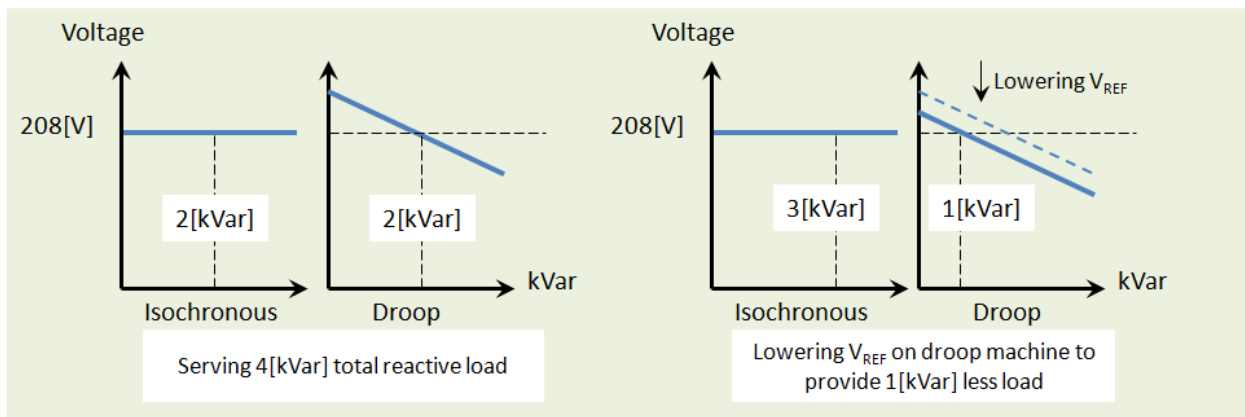 Voltage
208[V]
2[kVar]
2[kVar]
kVar
Isochronous
Droop
Serving 4[kVar] total reactive load
Voltage
Lowering VREF
208[V]
3[kVar]
1[kVar]
kVar
Isochronous
Droop
Lowering VREF on droop machine to
provide 1[kVar] less load